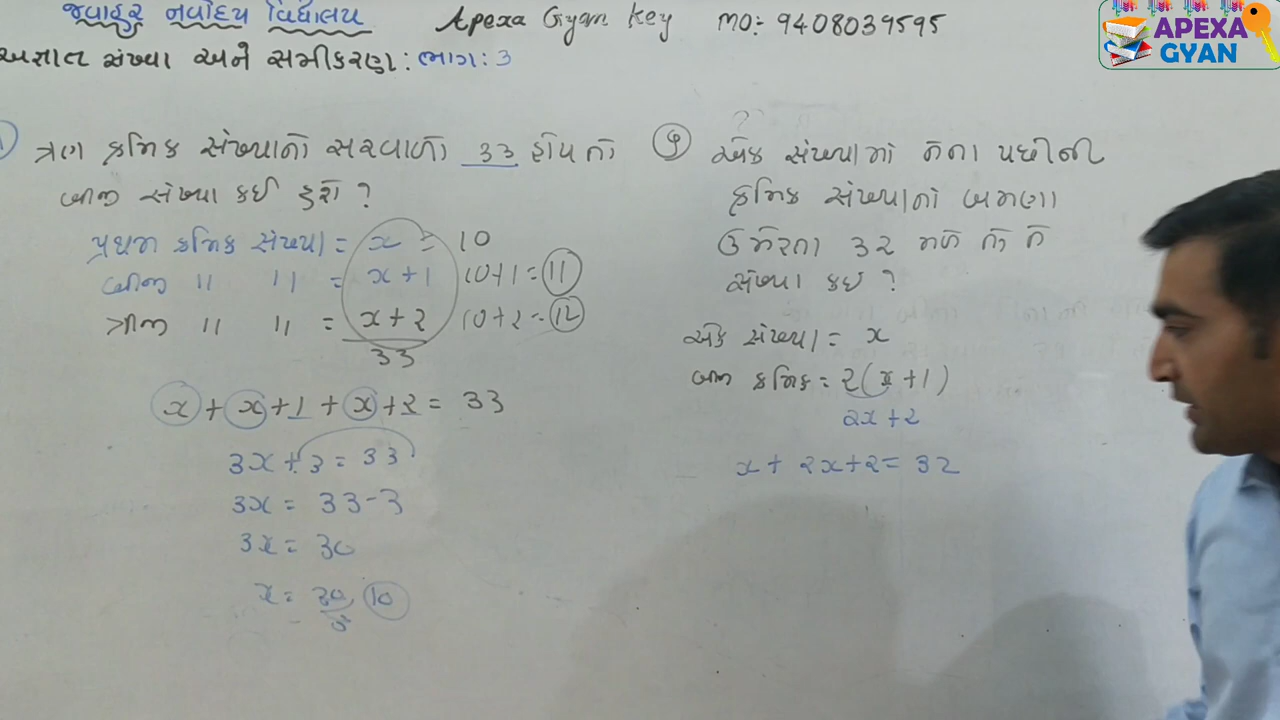 જવાહર નવોદય વિદ્યાલય Apexa Gyan key mo: 9408039595
APEXA
GYAN
અજ્ઞાત સંખ્યા અને સમીકરણ: ભાગ: 3
ત્રણ ક્રમિક સંખ્યાનો સરવાળો 33 હોય તો
બીજી સંખ્યા કઈ હશે ?
પ્રથમ ક્રમિક સંખ્યા = x = 10
બીજી " " = x+1 10+1=11
ત્રીજી " " = x+2 10+2=12
33
x + x+1 + x+2 = 33
3x+3=33
3x = 33-3
3x = 30
x = 30/3, 10
5 એક સંખ્યામાં તેના પછીની
ક્રમિક સંખ્યાનાં બમણા
ઉમેરતા 32 મળે તો તે
સંખ્યા કઈ ?
એક સંખ્યા = x
બીજી ક્રમિક = 2(x+1)
2x+2
x + 2x+2 = 32